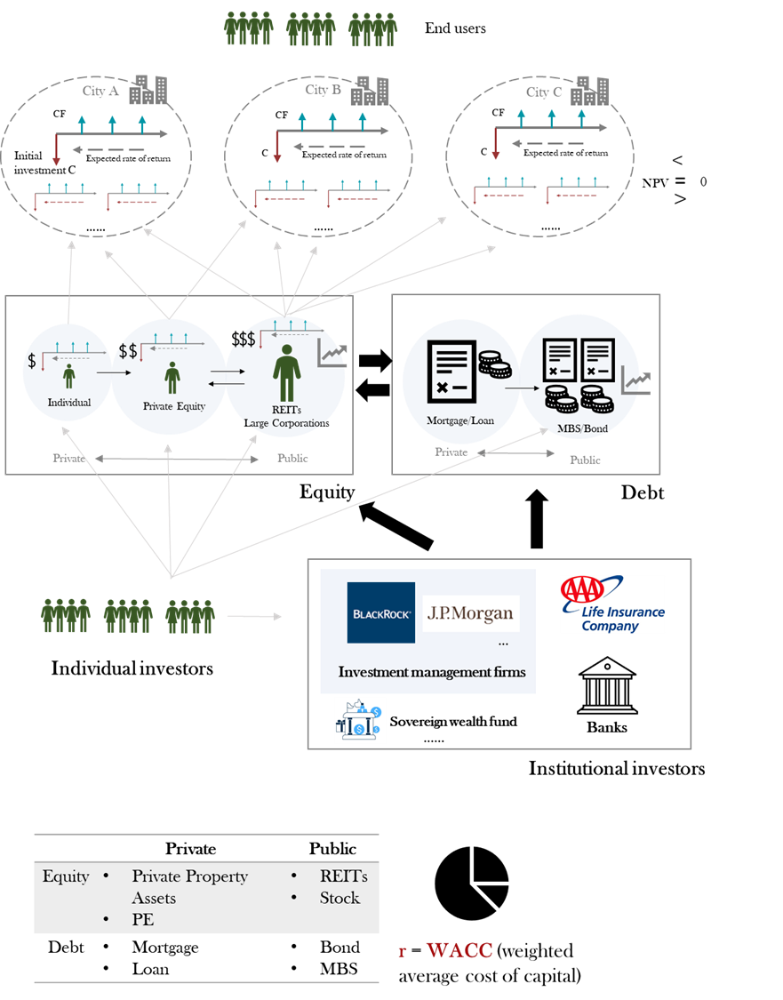 End users
City A
City B
City C
CF
Initial
investment C
Expected rate of return
......
CF
C
Expected rate of return
......
CF
C
Expected rate of return
......
<
NPV = 0
>
$
$$
$$$
Individual
Private Equity
REITs
Large Corporations
Private
Public
Equity
Mortgage/Loan
MBS/Bond
Private
Public
Debt
Individual investors
BLACKROCK®
J.P.Morgan
...
Investment management firms
AAA
Life Insurance
Company
Sovereign wealth fund
......
Banks
Institutional investors
Private Public
Equity • Private Property • REITs
Assets • Stock
• PE
Debt • Mortgage • Bond
• Loan • MBS
r = WACC (weighted
average cost of capital)